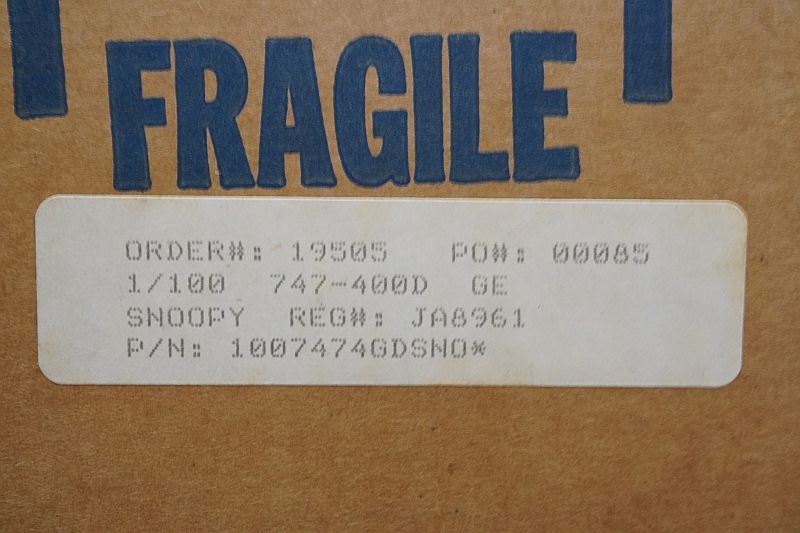 FRAGILE
ORDER#: 19505 PO#: 00085
1/100 747-400D GE
SNOOPY REG#: JA8961
P/N: 1007474GDSNO*